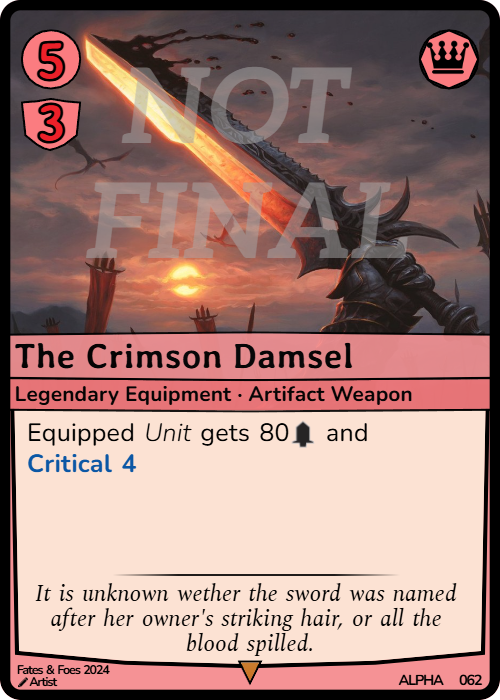 5
3
NOT
FINAL
The Crimson Damsel
Legendary Equipment · Artifact Weapon
Equipped Unit gets 80 and
Critical 4
It is unknown wether the sword was named
after her owner's striking hair, or all the
blood spilled.
Fates & Foes 2024
Artist
ALPHA 062